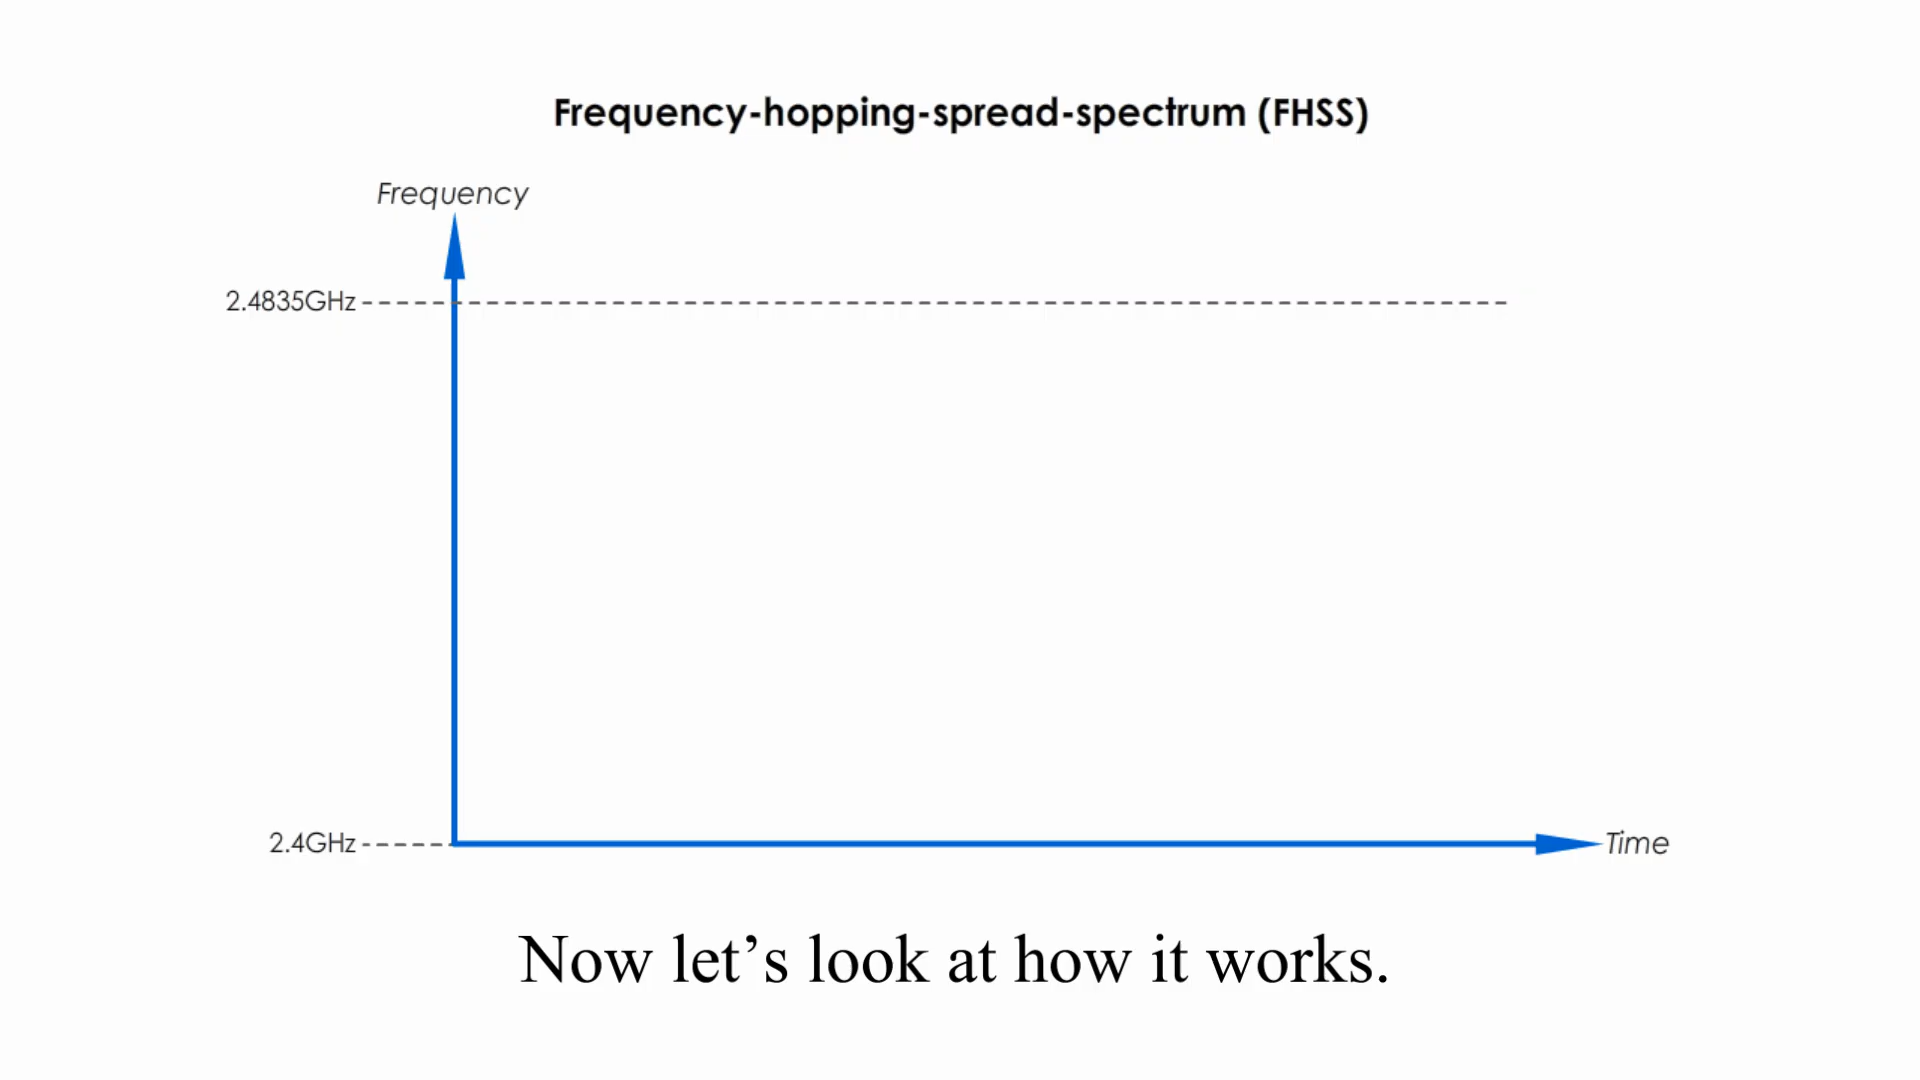 Frequency-hopping-spread-spectrum (FHSS)
Frequency
2.4835GHz
2.4GHz
Time
Now let’s look at how it works.